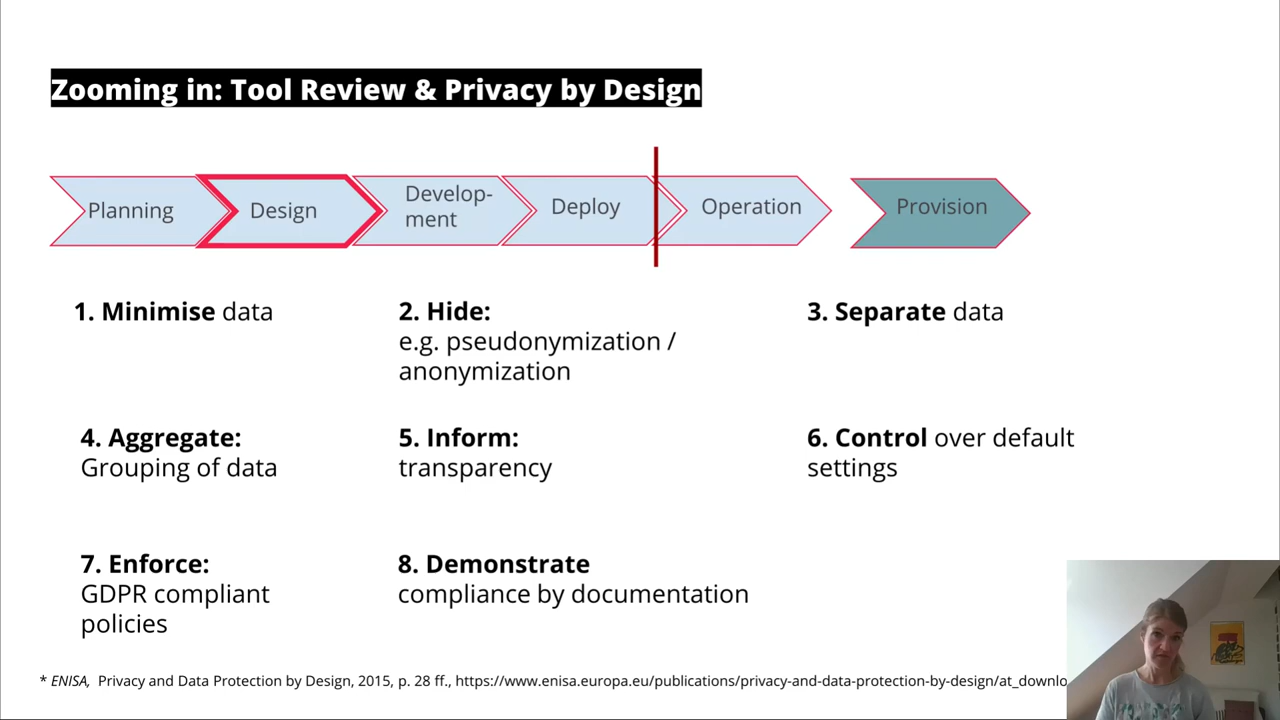 Zooming in: Tool Review & Privacy by Design
Planning
Design
Develop-
ment
Deploy
Operation
Provision
1. Minimise data
2. Hide:
e.g. pseudonymization /
anonymization
3. Separate data
4. Aggregate:
Grouping of data
5. Inform:
transparency
6. Control over default
settings
7. Enforce:
GDPR compliant
policies
8. Demonstrate
compliance by documentation
* ENISA, Privacy and Data Protection by Design, 2015, p. 28 ff., https://www.enisa.europa.eu/publications/privacy-and-data-protection-by-design/at_downlo